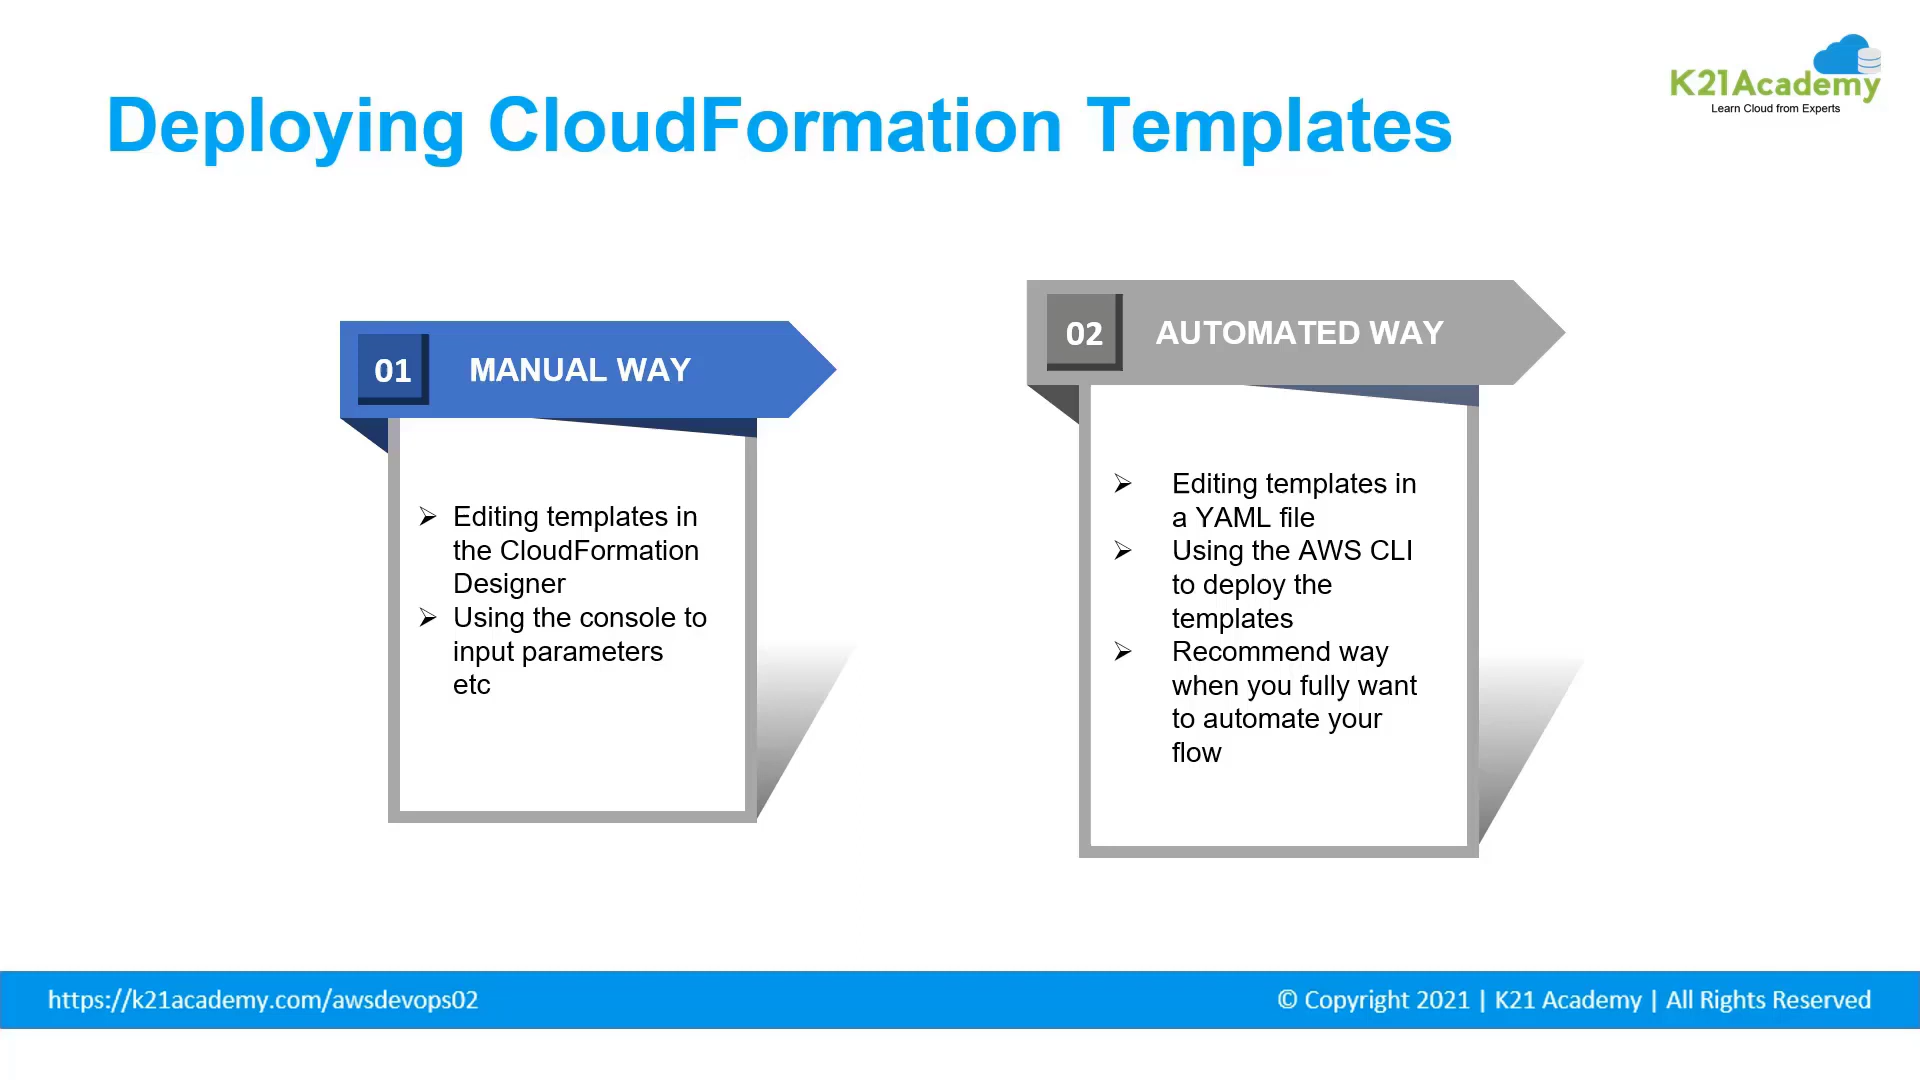 K21Academy
Learn Cloud from Experts
Deploying CloudFormation Templates
01
MANUAL WAY
Editing templates in
the CloudFormation
Designer
Using the console to
input parameters
etc
02
AUTOMATED WAY
Editing templates in
a YAML file
Using the AWS CLI
to deploy the
templates
Recommend way
when you fully want
to automate your
flow
https://k21academy.com/awsdevops02
© Copyright 2021 | K21 Academy | All Rights Reserved